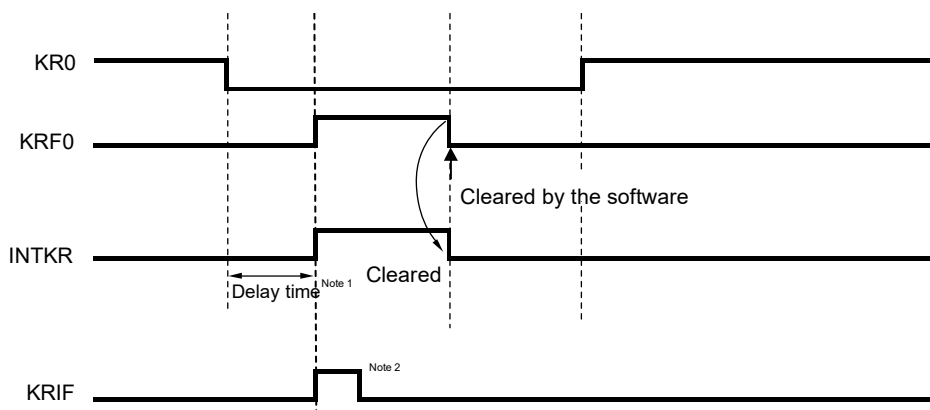 KR0
KRF0
Cleared by the software
INTKR
Cleared
Delay time Note 1
Note 2
KRIF